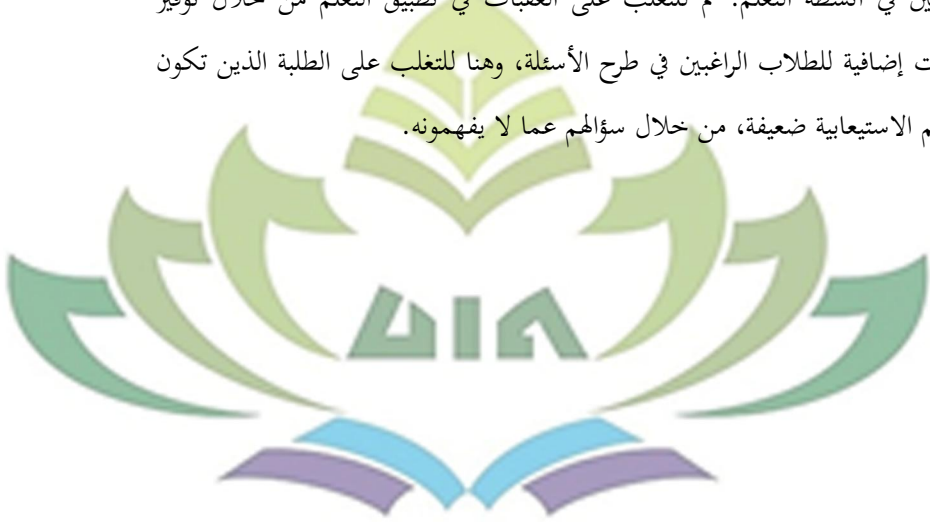 في أنشطة التعلم. ثم للتغلب على العقبات في تطبيق التعلم من خلال توفير
إضافية للطلاب الراغبين في طرح الأسئلة، وهنا للتغلب على الطلبة الذين تكون
الاستيعابية ضعيفة، من خلال سؤالهم عما لا يفهمونه.
UIN